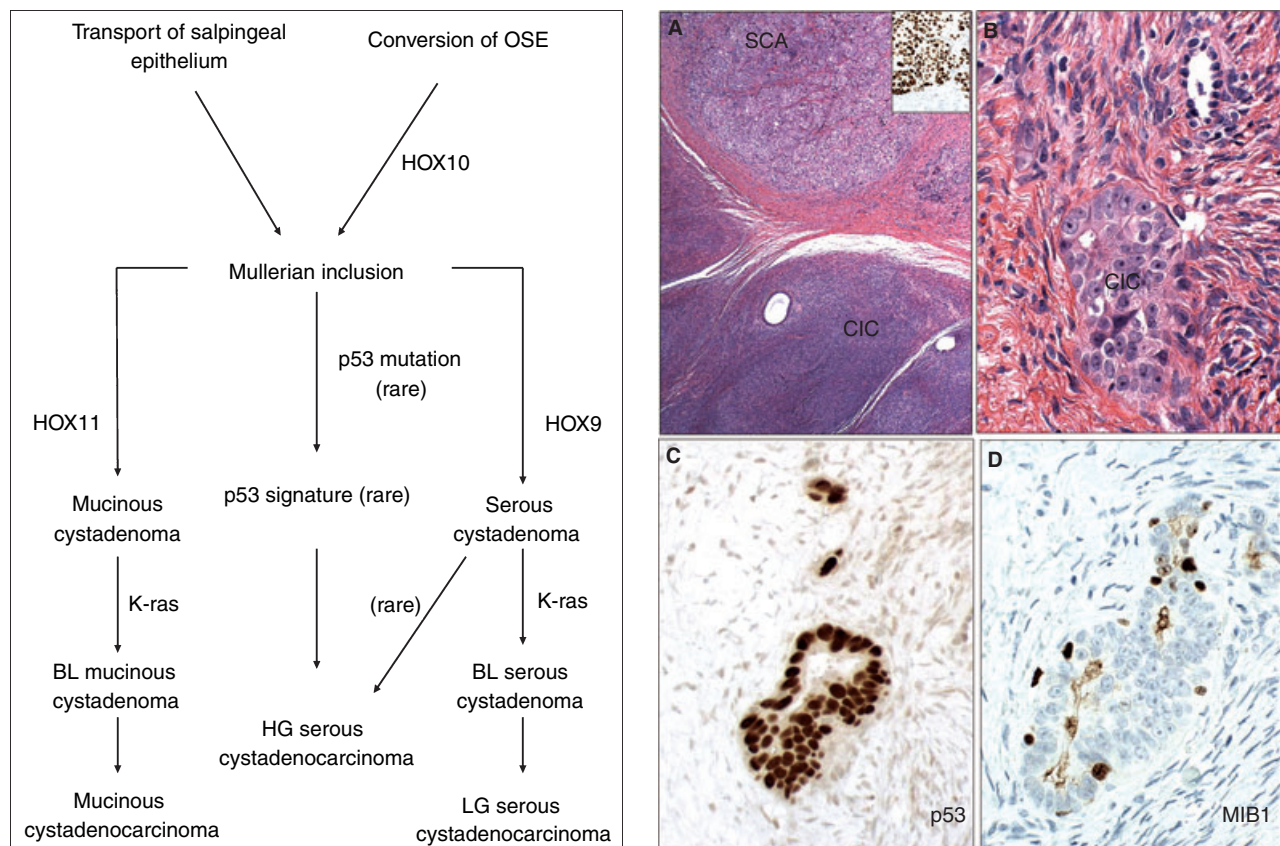 Transport of salpingeal
epithelium
Conversion of OSE
HOX10
Mullerian inclusion
p53 mutation
(rare)
HOX11
HOX9
Mucinous
cystadenoma
p53 signature (rare)
Serous
cystadenoma
K-ras
(rare)
K-ras
BL mucinous
cystadenoma
BL serous
cystadenoma
HG serous
cystadenocarcinoma
Mucinous
cystadenocarcinoma
LG serous
cystadenocarcinoma
A
SCA
CIC
B
CIC
C
p53
D
MIB1